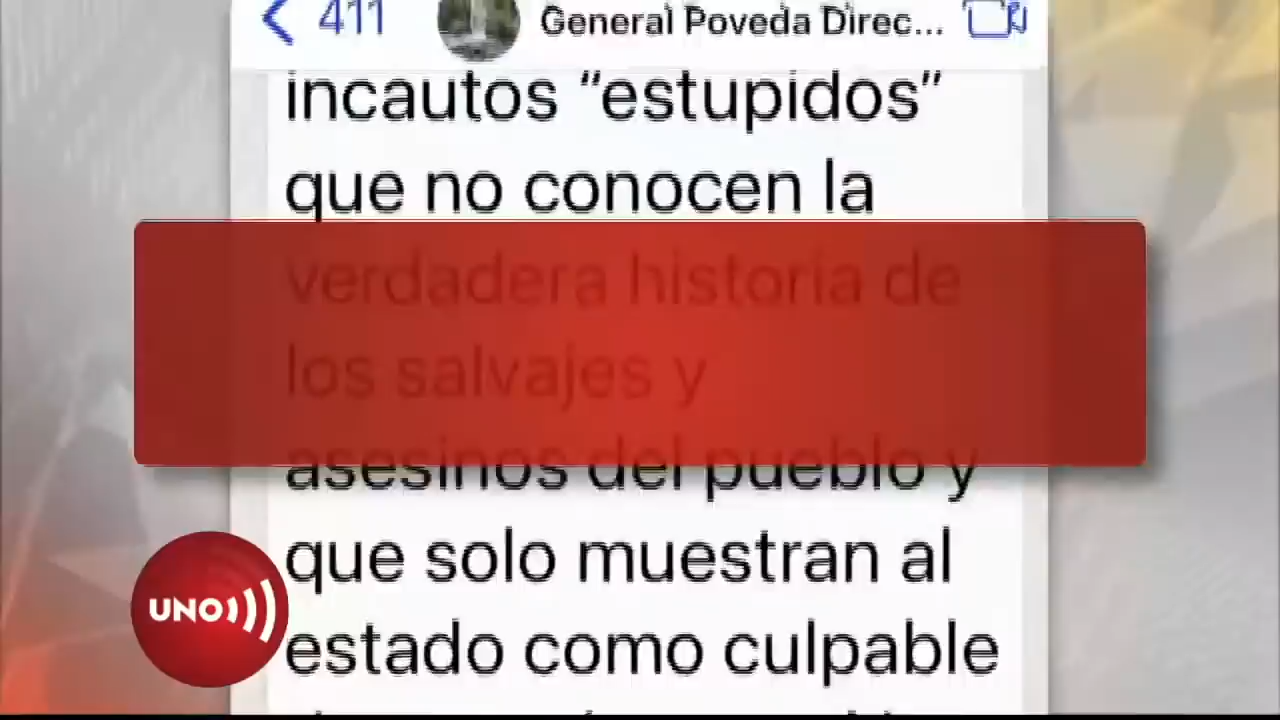 411 General Poveda Direc...
incautos “estupidos”
que no conocen la
verdadera historia de
los salvajes y
asesinos del pueblo y
que solo muestran al
estado como culpable
UNO